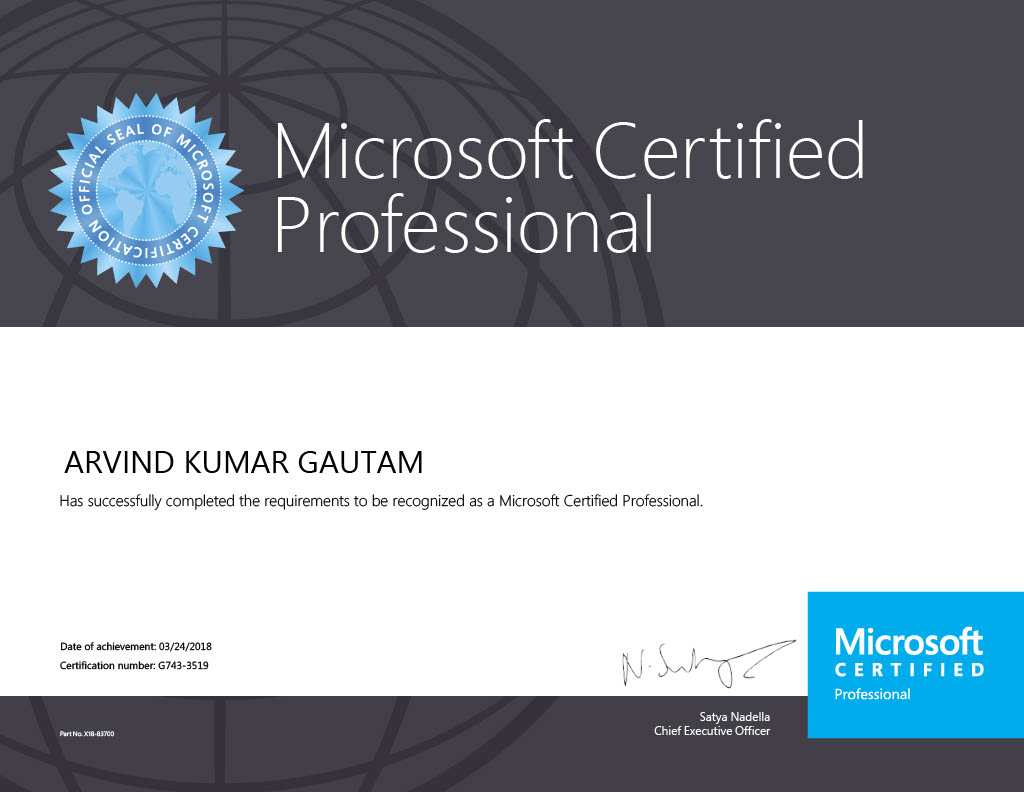 OFFICIAL SEAL OF MICROSOFT CERTIFICATION
Microsoft Certified
Professional
ARVIND KUMAR GAUTAM
Has successfully completed the requirements to be recognized as a Microsoft Certified Professional.
Date of achievement: 03/24/2018
Certification number: G743-3519
N. Satya
Microsoft
CERTIFIED
Professional
Satya Nadella
Chief Executive Officer
Part No. X18-83700